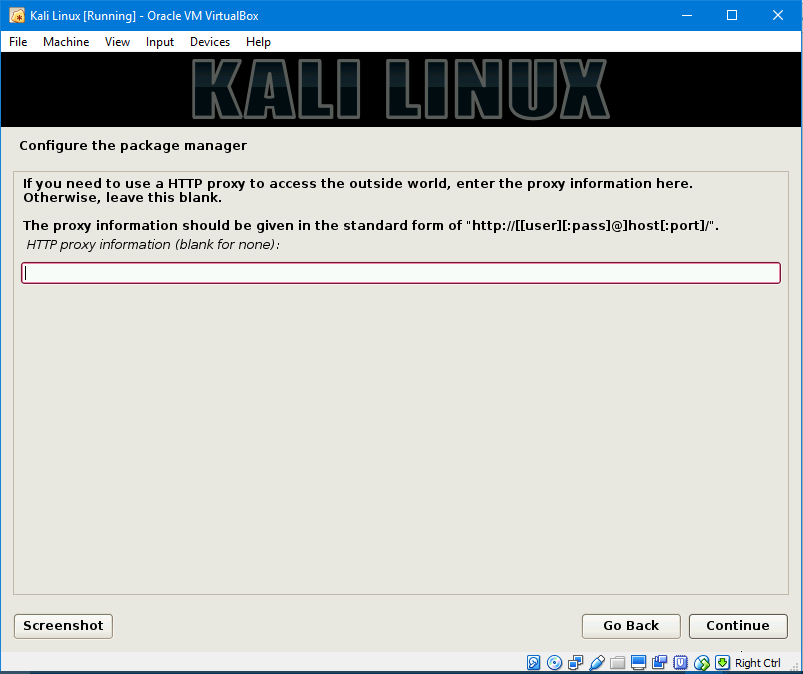 Kali Linux [Running] - Oracle VM VirtualBox
File Machine View Input Devices Help
KALI LINUX
Configure the package manager
If you need to use a HTTP proxy to access the outside world, enter the proxy information here.
Otherwise, leave this blank.
The proxy information should be given in the standard form of "http://[[user][:pass]@]host[:port]/".
HTTP proxy information (blank for none):
Screenshot Go Back Continue
Right Ctrl